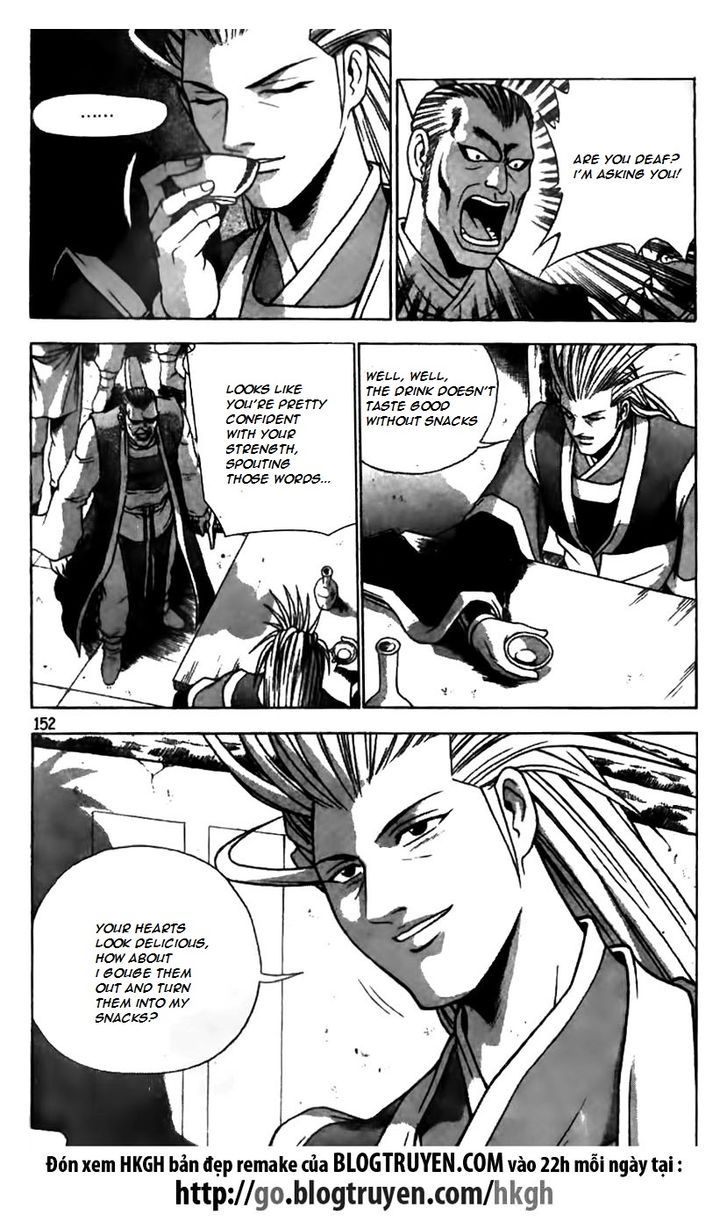 ......
ARE YOU DEAF?
I'M ASKING YOU!
LOOKS LIKE
YOU'RE PRETTY
CONFIDENT
WITH YOUR
STRENGTH,
SPOUTING
THOSE WORDS...
WELL, WELL,
THE DRINK DOESN'T
TASTE GOOD
WITHOUT SNACKS
152
YOUR HEARTS
LOOK DELICIOUS,
HOW ABOUT
I GOUGE THEM
OUT AND TURN
THEM INTO MY
SNACKS?
Đón xem HKGH bản đẹp remake của BLOGTRUYEN.COM vào 22h mỗi ngày tại :
http://go.blogtruyen.com/hkgh